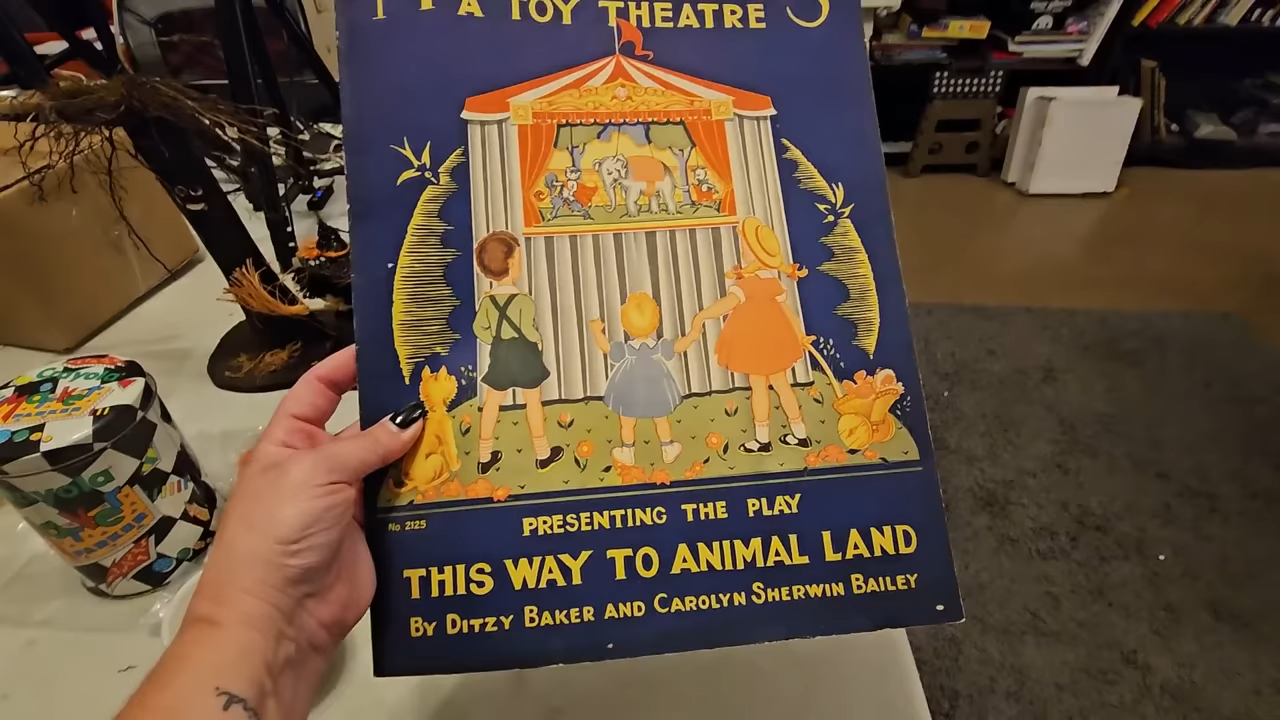 A TOY THEATRE
No. 2125
PRESENTING THE PLAY
THIS WAY TO ANIMAL LAND
BY DITZY BAKER AND CAROLYN SHERWIN BAILEY
Crayola